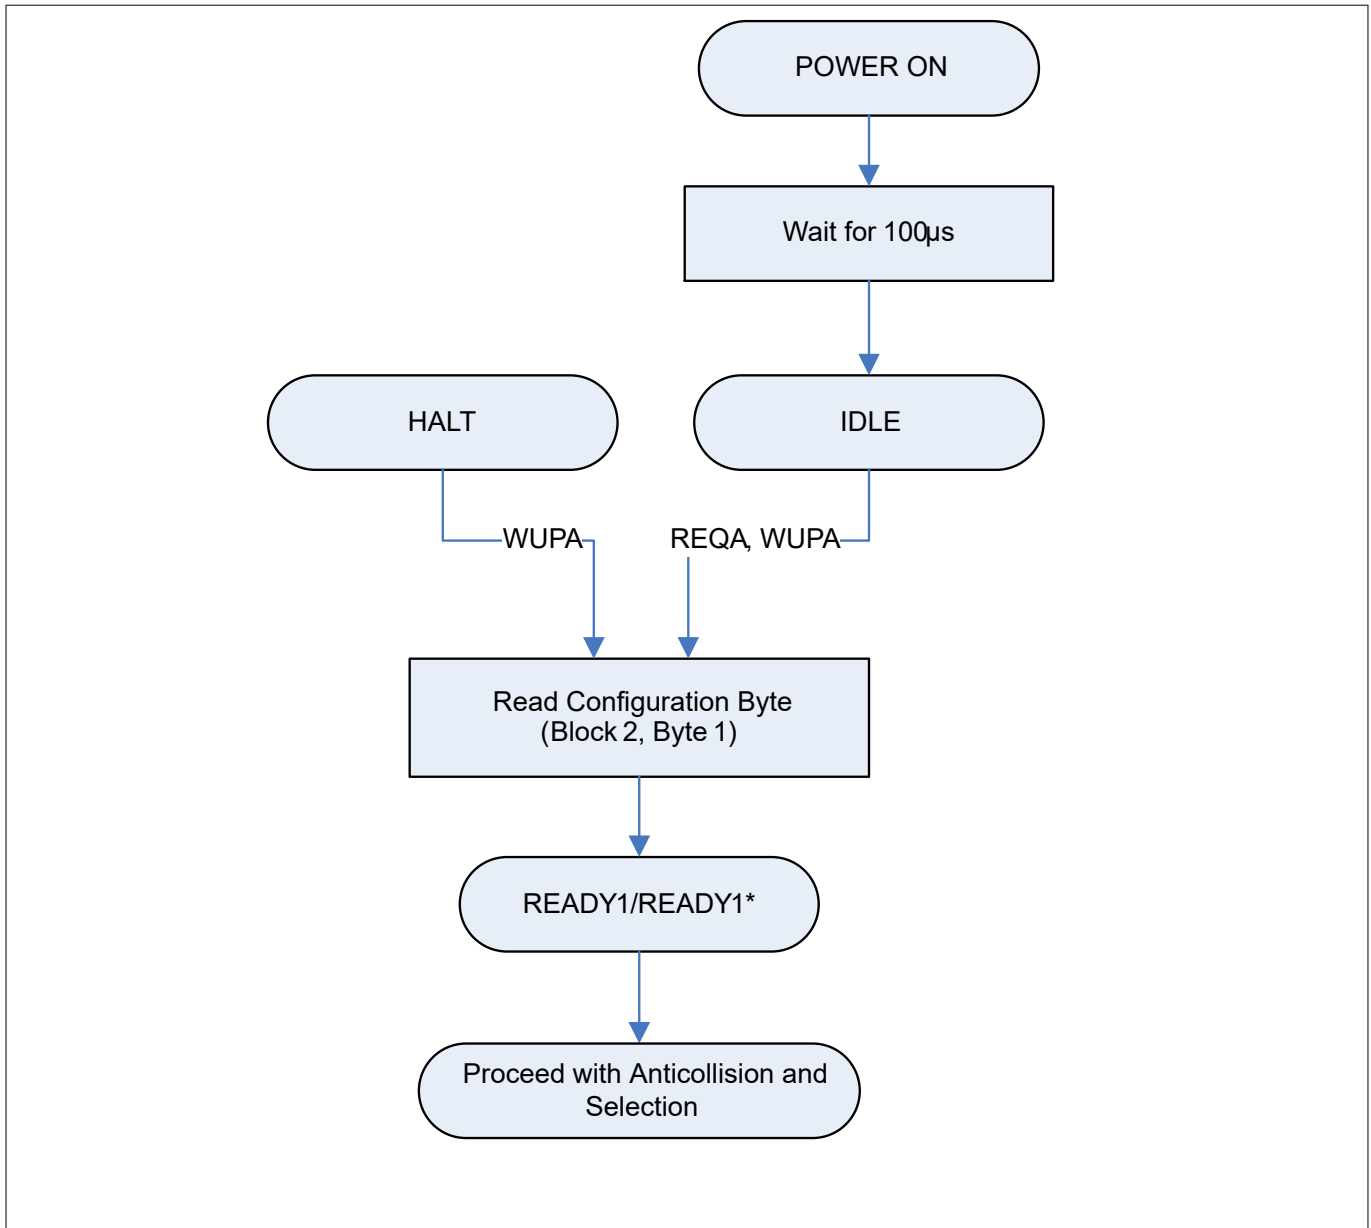 POWER ON
Wait for 100µs
HALT
IDLE
WUPA
REQA, WUPA
Read Configuration Byte
(Block 2, Byte 1)
READY1/READY1*
Proceed with Anticollision and
Selection